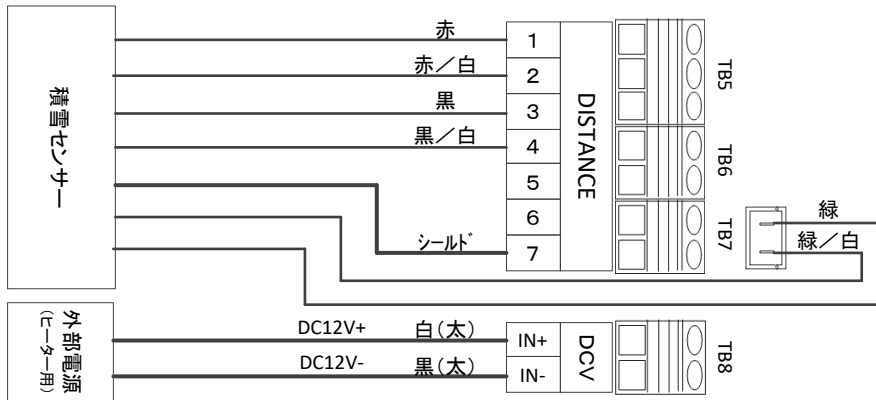 積雪センサー
赤
赤／白
黒
黒／白
シールド
1
2
3
4
5
6
7
DISTANCE
TB5
TB6
TB7
緑
緑／白
外部電源
(ヒーター用)
DC12V+
白(太)
DC12V-
黒(太)
IN+
IN-
DCV
TB8